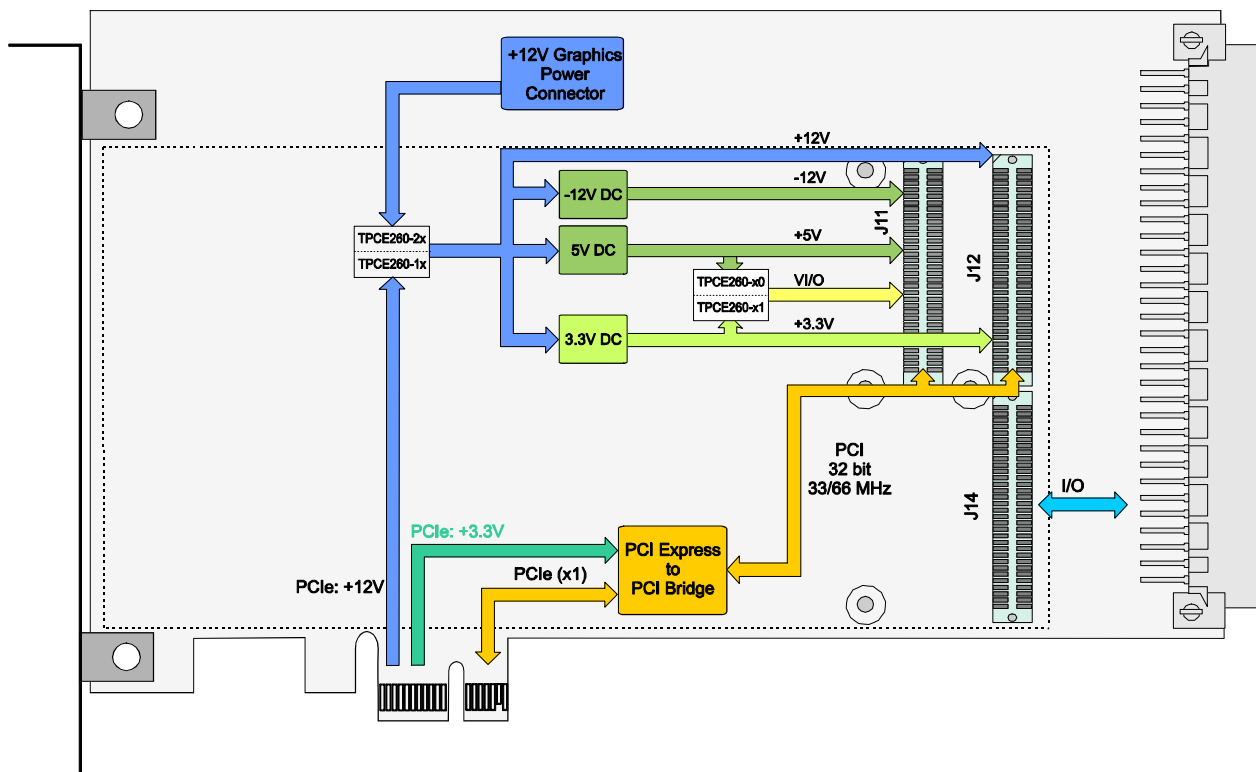 +12V Graphics
Power
Connector
+12V
-12V DC
-12V
J11
TPCE260-2x
TPCE260-1x
5V DC
+5V
J12
TPCE260-x0
TPCE260-x1
VI/O
3.3V DC
+3.3V
PCI
32 bit
33/66 MHz
J14
I/O
PCIe: +3.3V
PCI Express
to
PCI Bridge
PCIe (x1)
PCIe: +12V